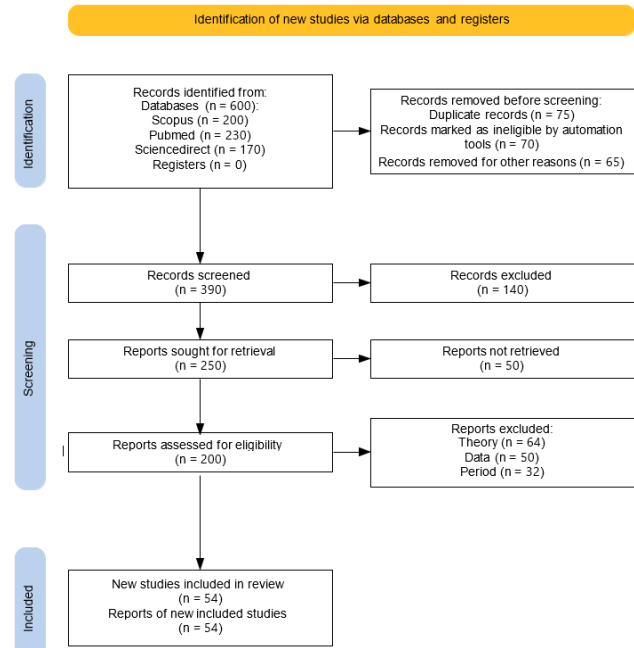 Identification of new studies via databases and registers
Identification
Records identified from:
Databases (n = 600):
Scopus (n = 200)
Pubmed (n = 230)
Sciencedirect (n = 170)
Registers (n = 0)
Records removed before screening:
Duplicate records (n = 75)
Records marked as ineligible by automation
tools (n = 70)
Records removed for other reasons (n = 65)
Screening
Records screened
(n = 390)
Records excluded
(n = 140)
Reports sought for retrieval
(n = 250)
Reports not retrieved
(n = 50)
Reports assessed for eligibility
(n = 200)
Reports excluded:
Theory (n = 64)
Data (n = 50)
Period (n = 32)
Included
New studies included in review
(n = 54)
Reports of new included studies
(n = 54)